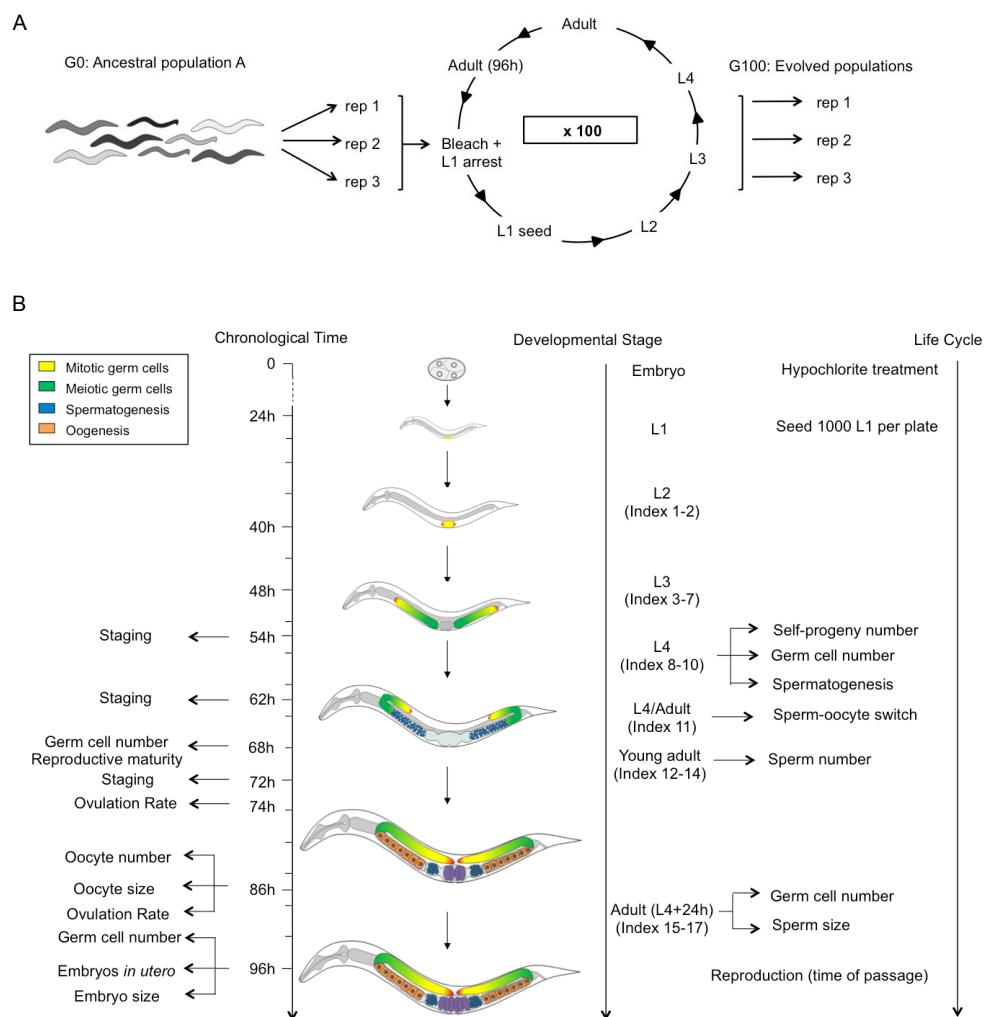 A
G0: Ancestral population A
rep 1
rep 2
rep 3
Adult
Adult (96h)
Bleach +
L1 arrest
L1 seed
L2
L3
L4
x 100
G100: Evolved populations
rep 1
rep 2
rep 3
B
Chronological Time
Developmental Stage
Life Cycle
Mitotic germ cells
Meiotic germ cells
Spermatogenesis
Oogenesis
0
Embryo
Hypochlorite treatment
24h
L1
Seed 1000 L1 per plate
L2
(Index 1-2)
40h
48h
L3
(Index 3-7)
Staging
54h
L4
(Index 8-10)
Self-progeny number
Germ cell number
Spermatogenesis
Staging
62h
L4/Adult
(Index 11)
Sperm-oocyte switch
Germ cell number
Reproductive maturity
68h
Young adult
(Index 12-14)
Sperm number
Staging
72h
Ovulation Rate
74h
Oocyte number
Oocyte size
Ovulation Rate
86h
Adult (L4+24h)
(Index 15-17)
Germ cell number
Sperm size
Germ cell number
Embryos in utero
Embryo size
96h
Reproduction (time of passage)